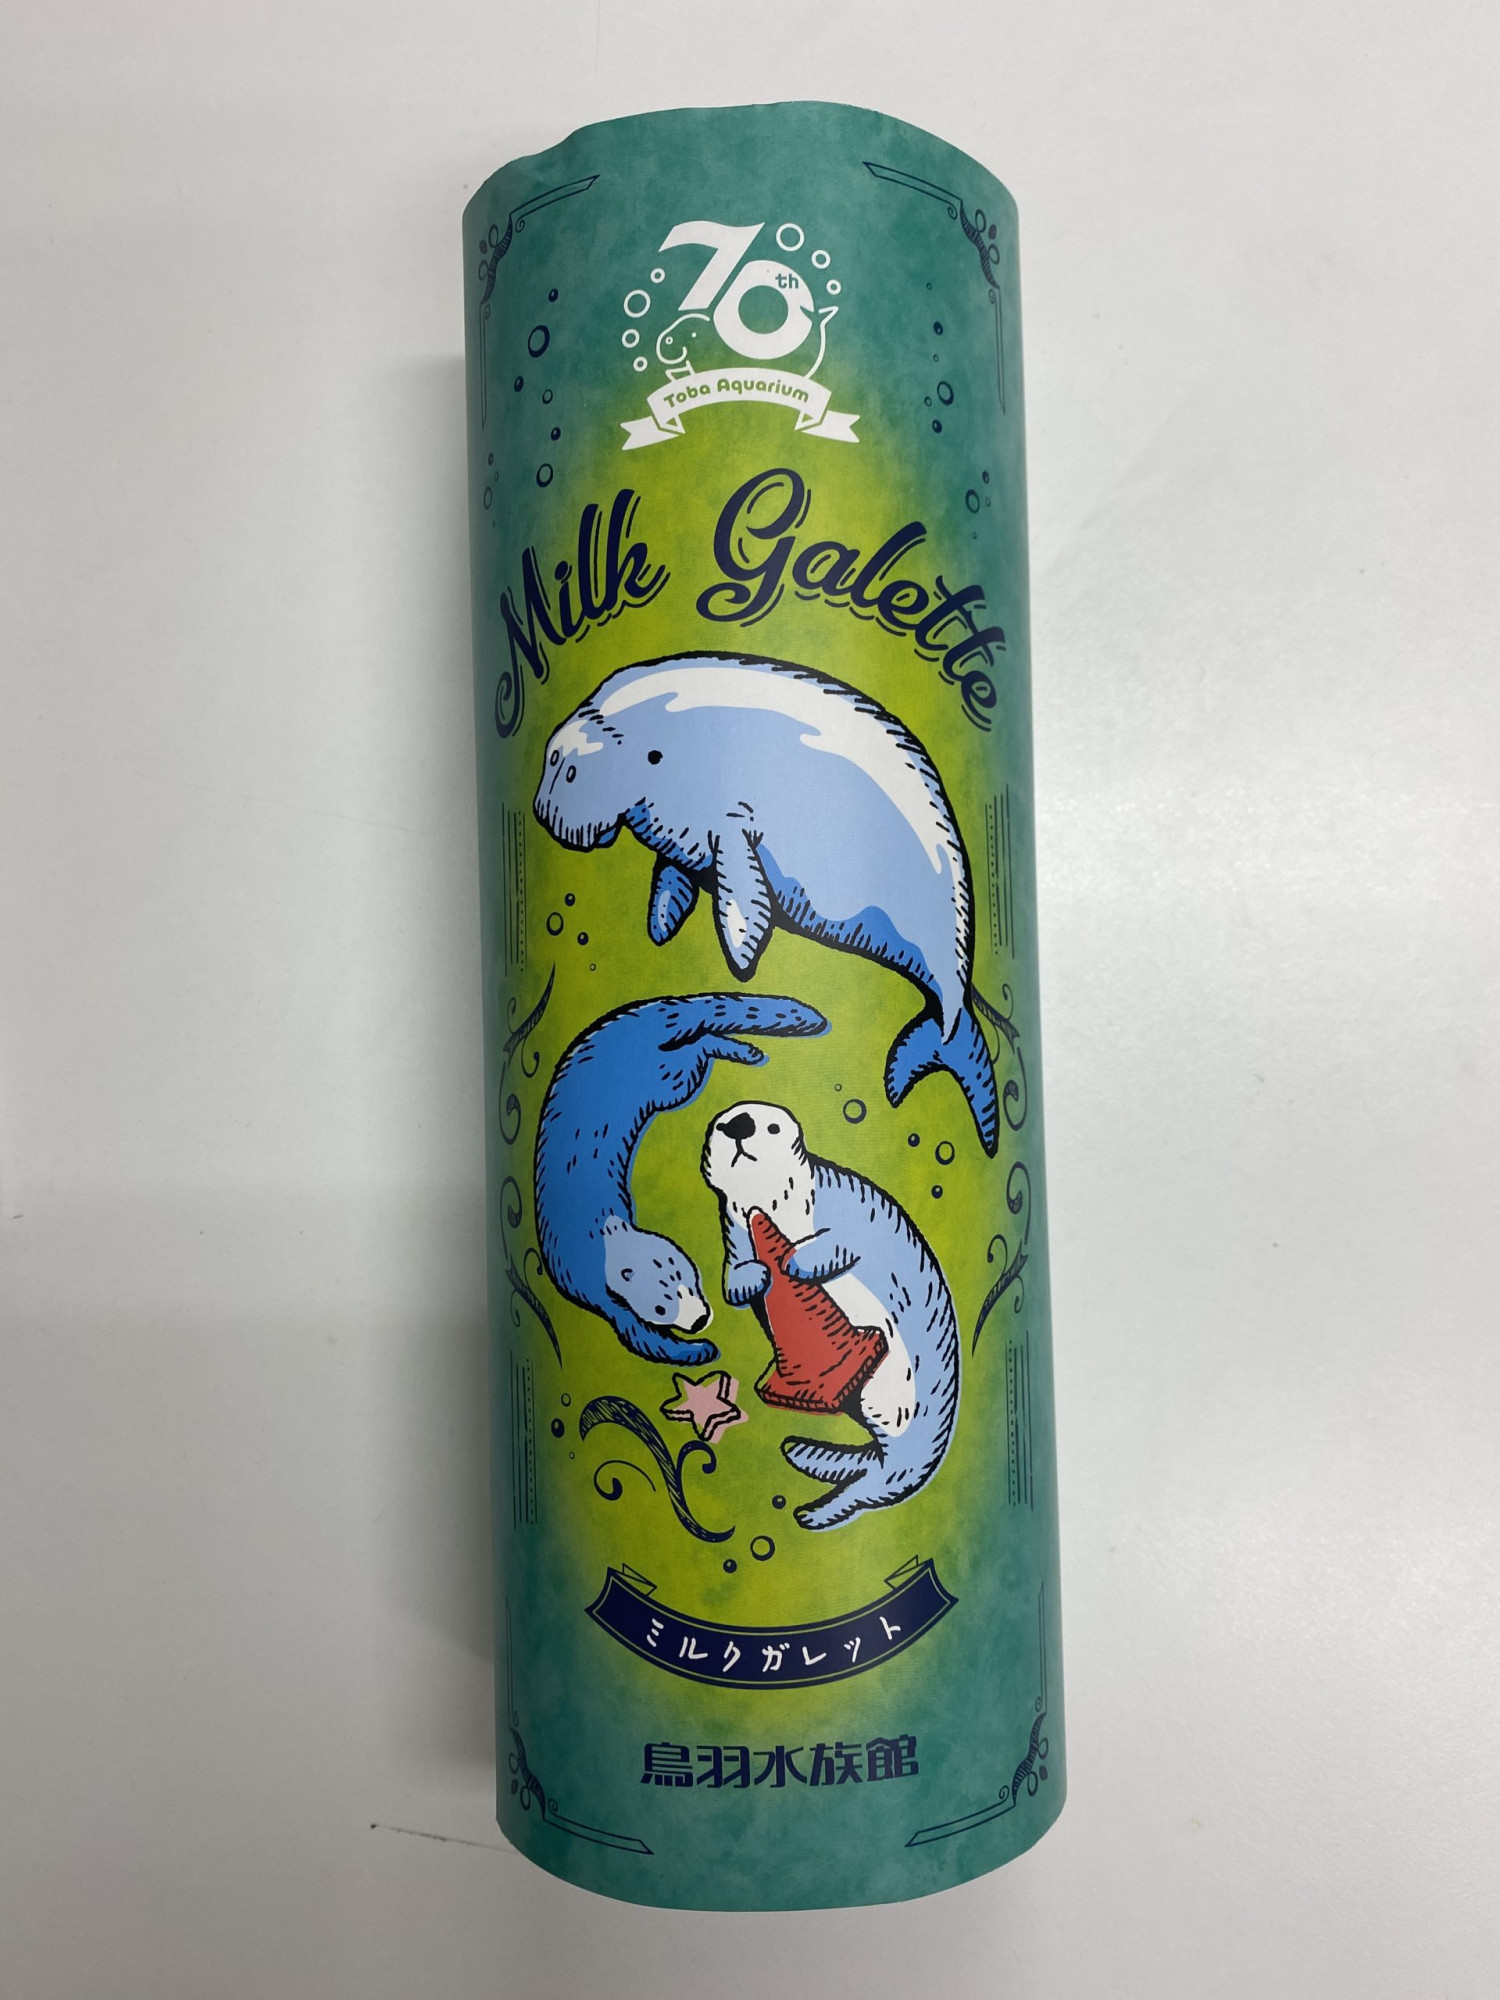 70th
Toba Aquarium
Milk Galette
ミルクガレット
鳥羽水族館